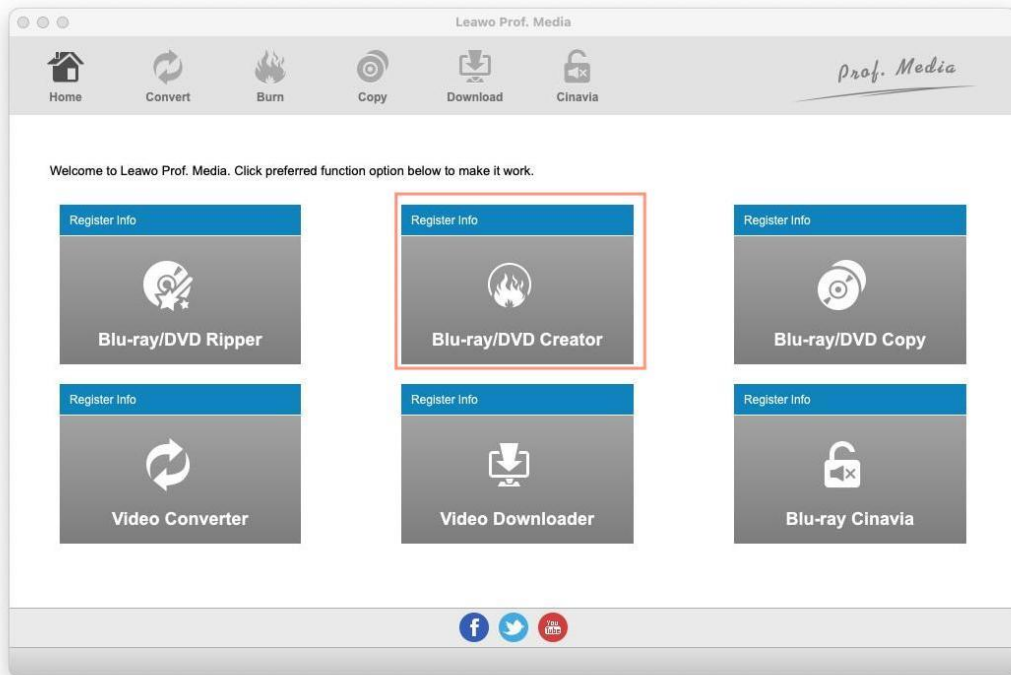 Leawo Prof. Media
Home Convert Burn Copy Download Cinavia
Prof. Media
Welcome to Leawo Prof. Media. Click preferred function option below to make it work.
Register Info Register Info Register Info
Blu-ray/DVD Ripper Blu-ray/DVD Creator Blu-ray/DVD Copy
Register Info Register Info Register Info
Video Converter Video Downloader Blu-ray Cinavia
f You
Tube